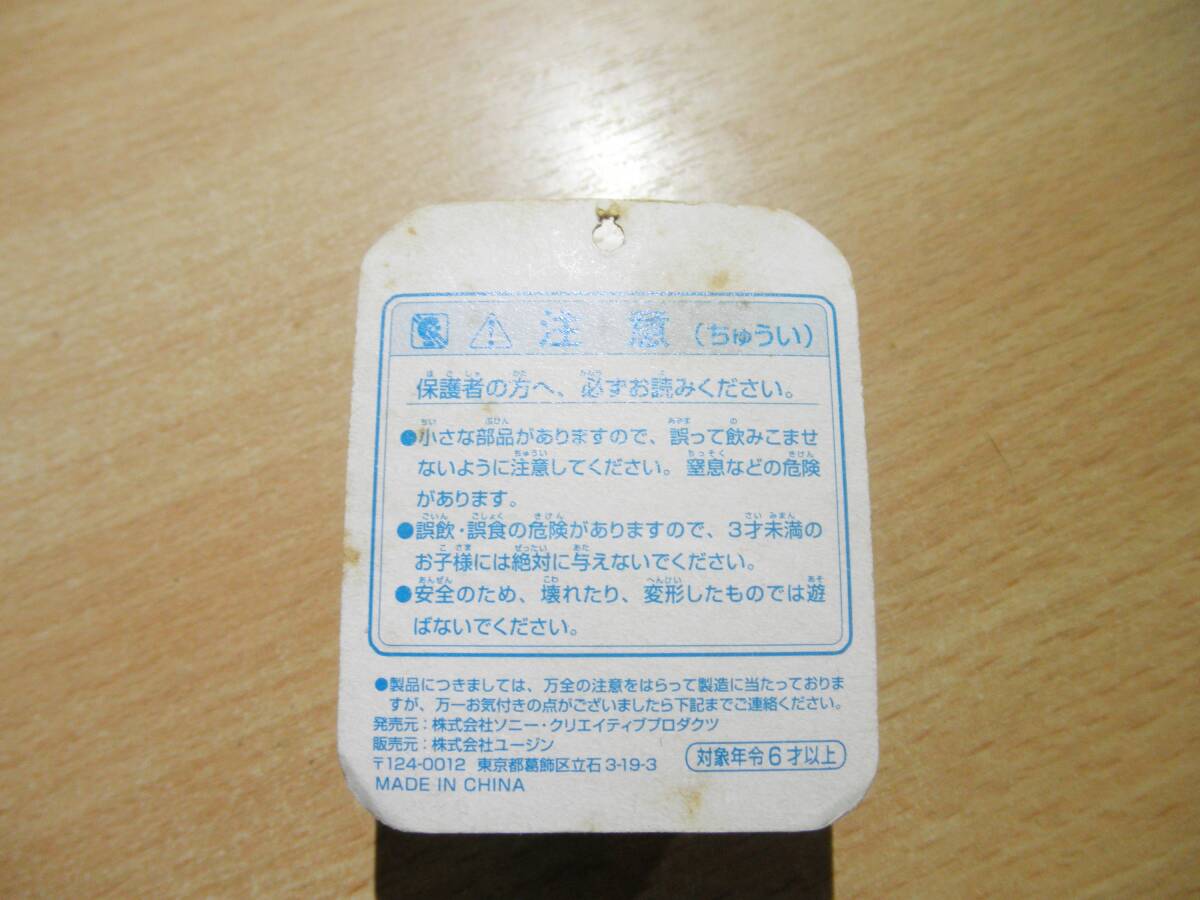 注意(ちゅうい)
保護者の方へ、必ずお読みください。
●小さな部品がありますので、誤って飲みこませ
ないように注意してください。窒息などの危険
があります。
●誤飲・誤食の危険がありますので、3才未満の
お子様には絶対に与えないでください。
●安全のため、壊れたり、変形したものでは遊
ばないでください。
●製品につきましては、万全の注意をはらって製造に当たっておりま
すが、万一お気付きの点がございましたら下記までご連絡ください。
発売元:株式会社ソニー・クリエイティブプロダクツ
販売元:株式会社ユージン
〒124-0012 東京都葛飾区立石3-19-3
対象年令6才以上
MADE IN CHINA